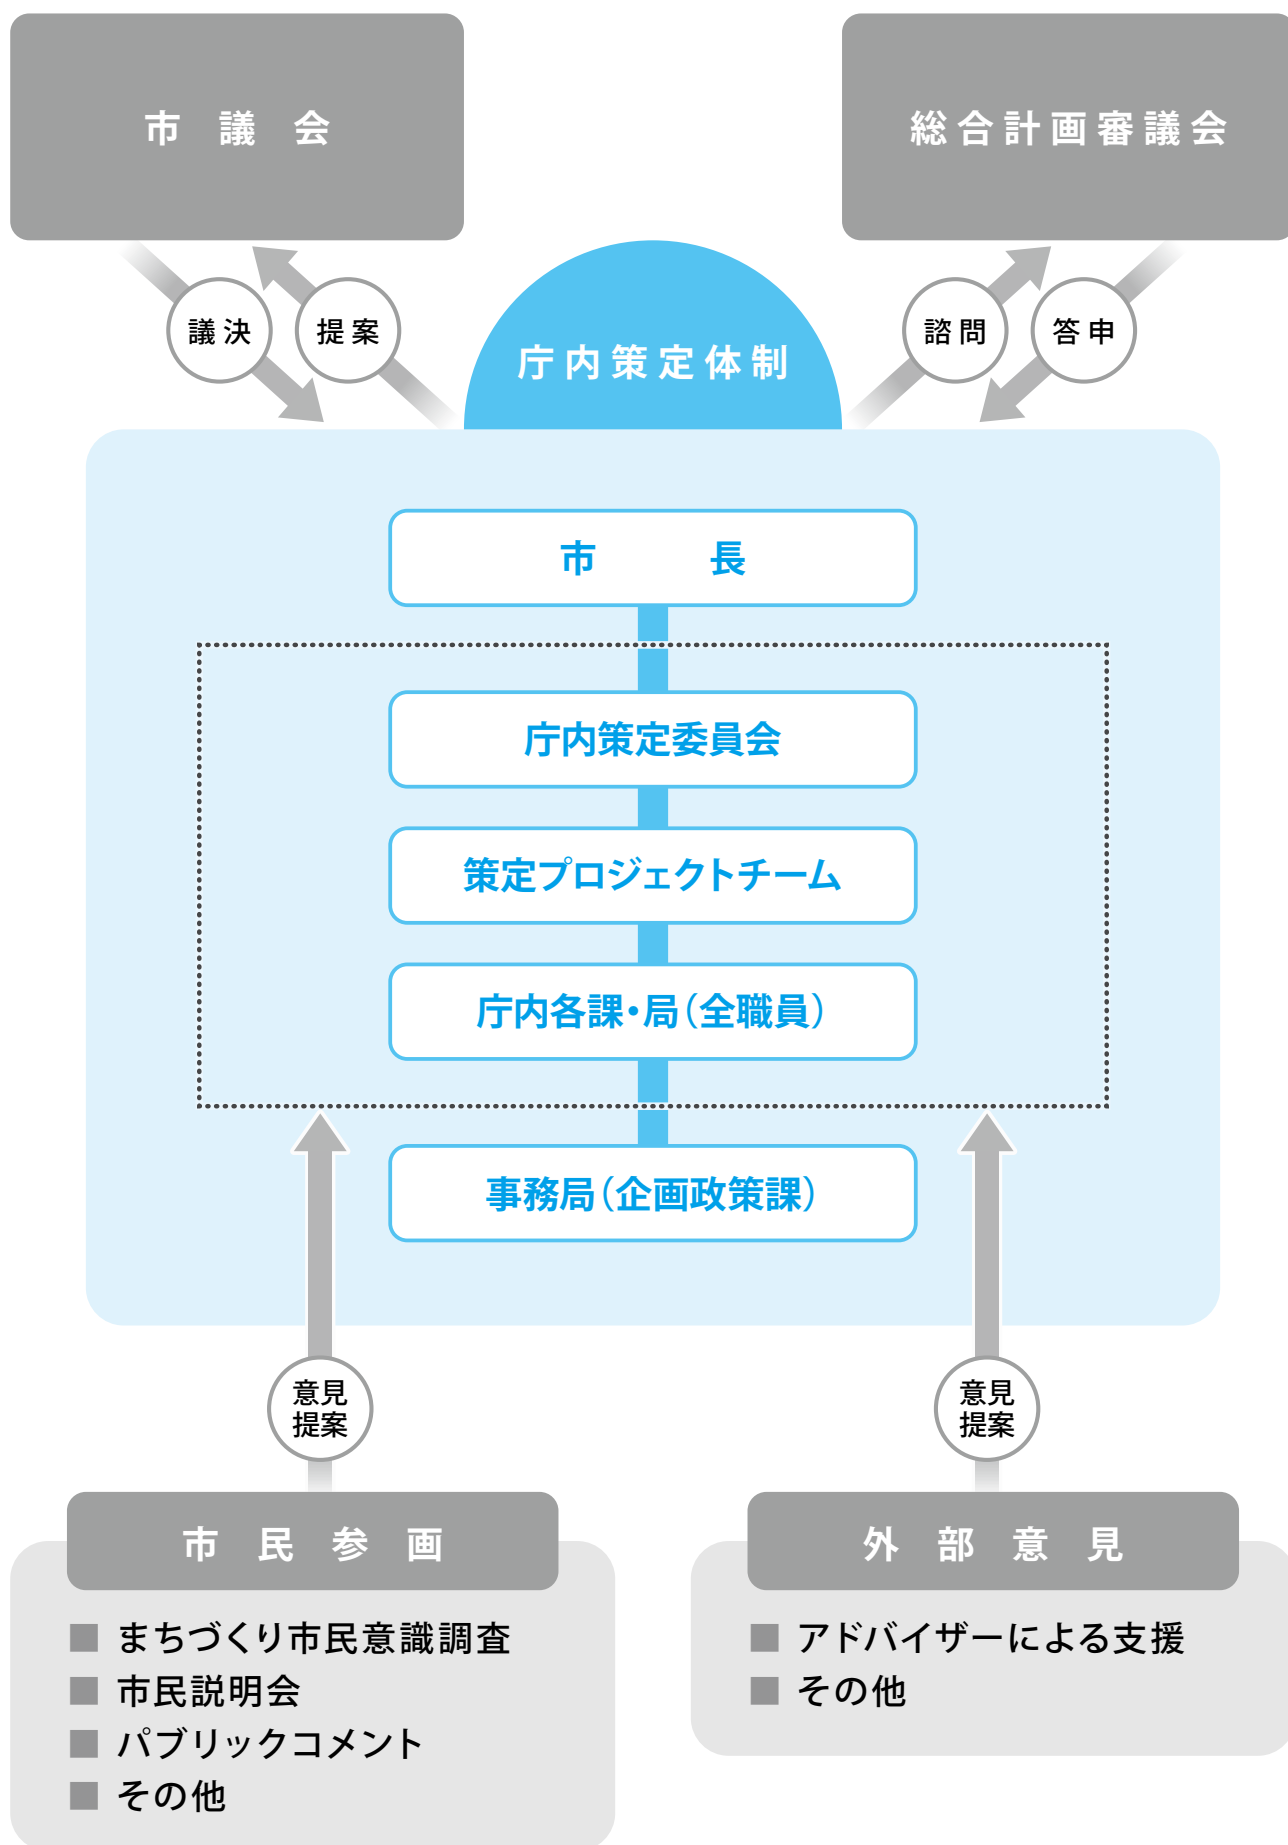 市議会
総合計画審議会
議決
提案
諮問
答申
庁内策定体制
市長
庁内策定委員会
策定プロジェクトチーム
庁内各課・局（全職員）
事務局（企画政策課）
意見
提案
意見
提案
市民参画
■ まちづくり市民意識調査
■ 市民説明会
■ パブリックコメント
■ その他
外部意見
■ アドバイザーによる支援
■ その他